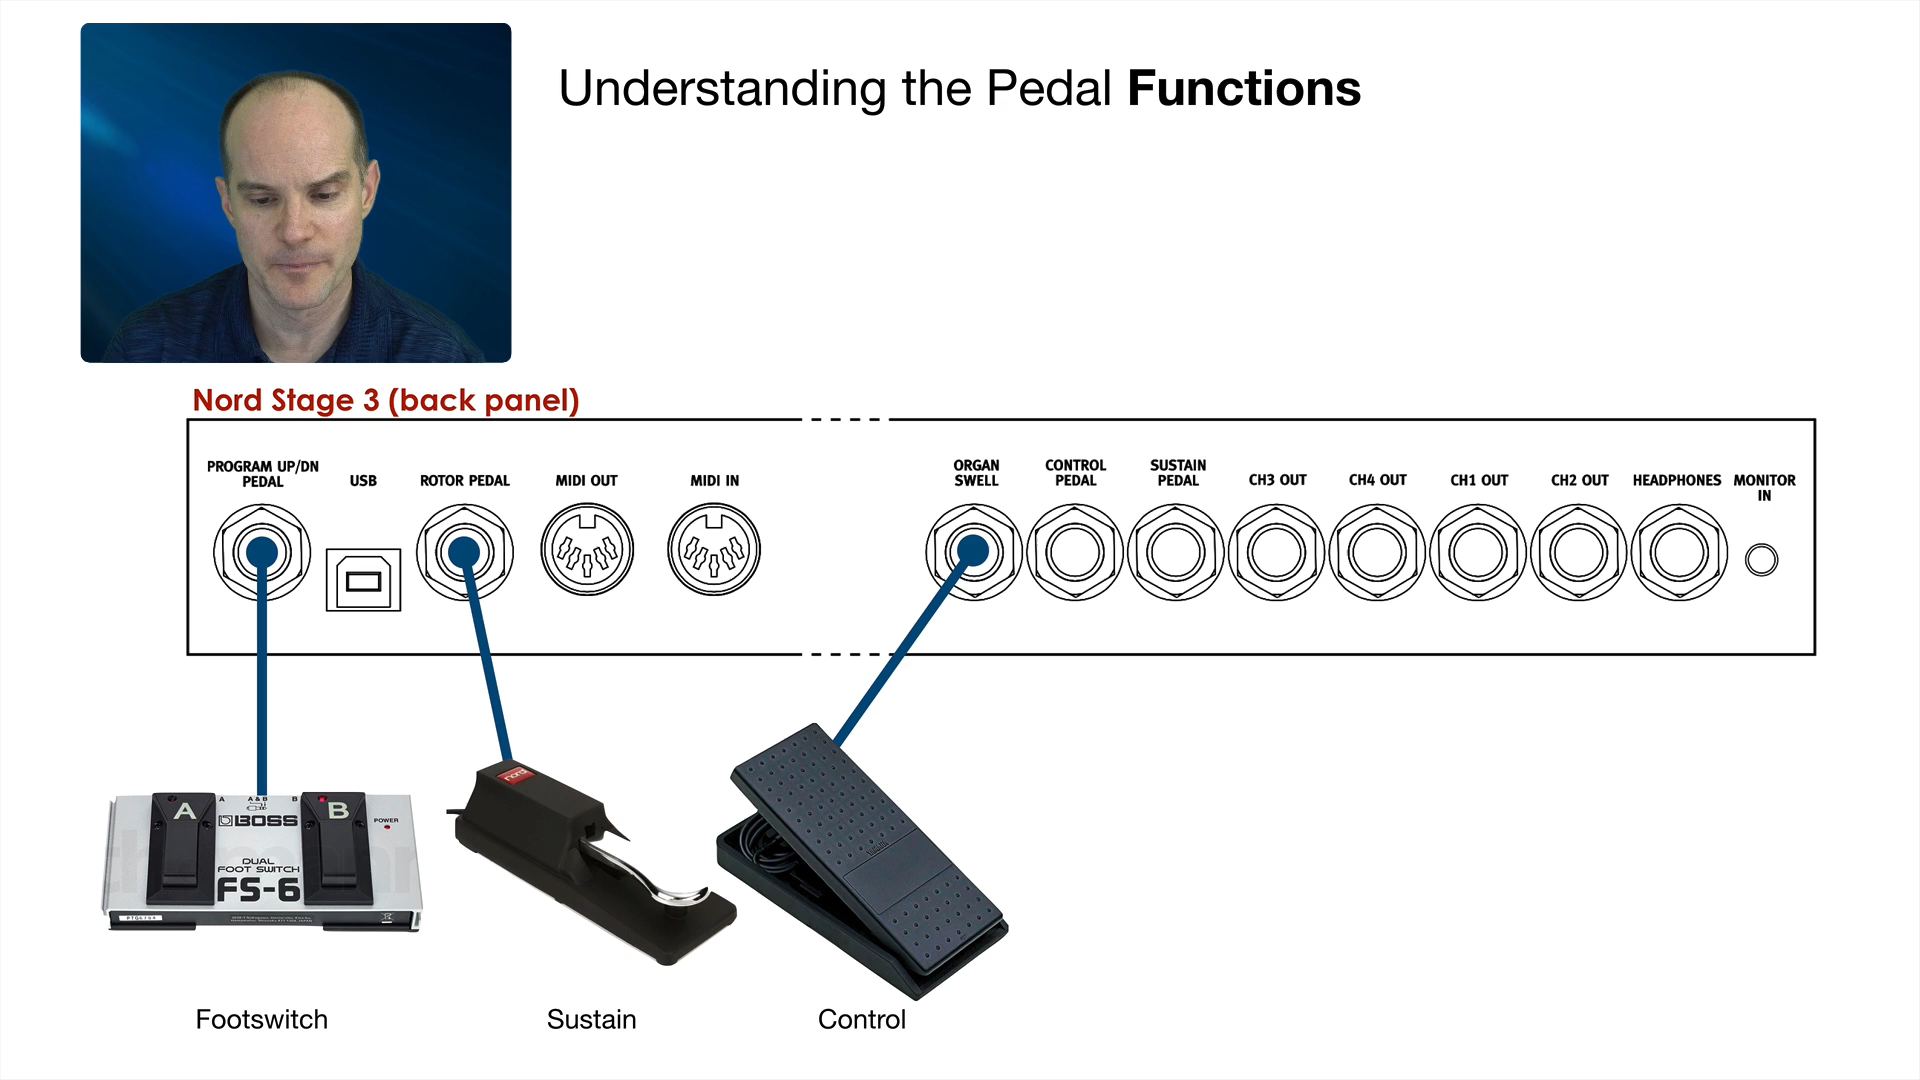 Understanding the Pedal Functions
Nord Stage 3 (back panel)
PROGRAM UP/DN
PEDAL
USB
ROTOR PEDAL
MIDI OUT
MIDI IN
ORGAN
SWELL
CONTROL
PEDAL
SUSTAIN
PEDAL
CH3 OUT
CH4 OUT
CH1 OUT
CH2 OUT
HEADPHONES
MONITOR
IN
A
A
A & B
B
B
BOSS
POWER
DUAL
FOOT SWITCH
FS-6
nord
Footswitch
Sustain
Control